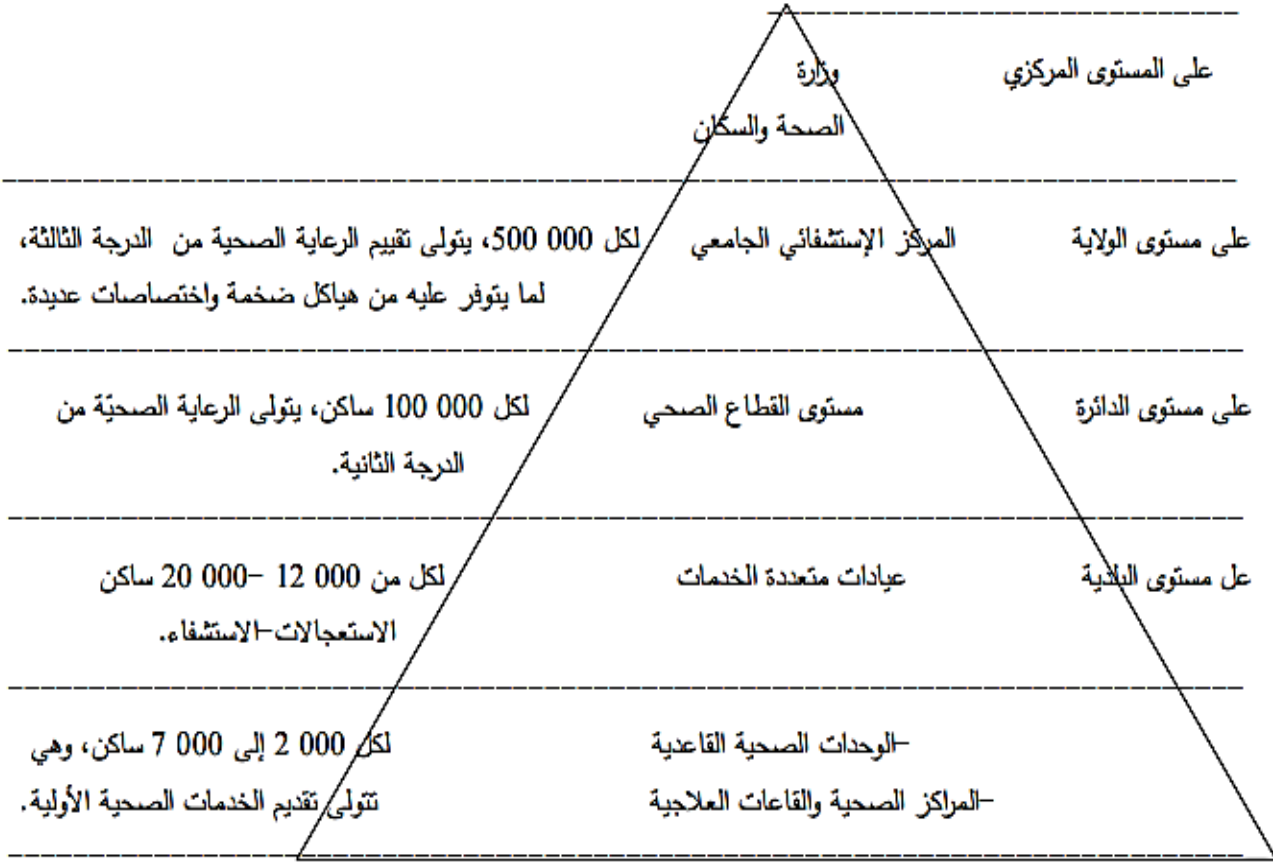 على المستوى المركزي وزارة
الصحة والسكان
على مستوى الولاية المركز الإستشفائي الجامعي لكل 000 500، يتولى تقييم الرعاية الصحية من الدرجة الثالثة،
لما يتوفر عليه من هياكل ضخمة واختصاصات عديدة.
على مستوى الدائرة مستوى القطاع الصحي لكل 000 100 ساكن، يتولى الرعاية الصحيّة من
الدرجة الثانية.
عل مستوى البلدية عيادات متعددة الخدمات لكل من 000 12 –000 20 ساكن
الاستعجالات–الاستشفاء.
–الوحدات الصحية القاعدية لكل 000 2 إلى 000 7 ساكن، وهي
–المراكز الصحية والقاعات العلاجية تتولى تقديم الخدمات الصحية الأولية.